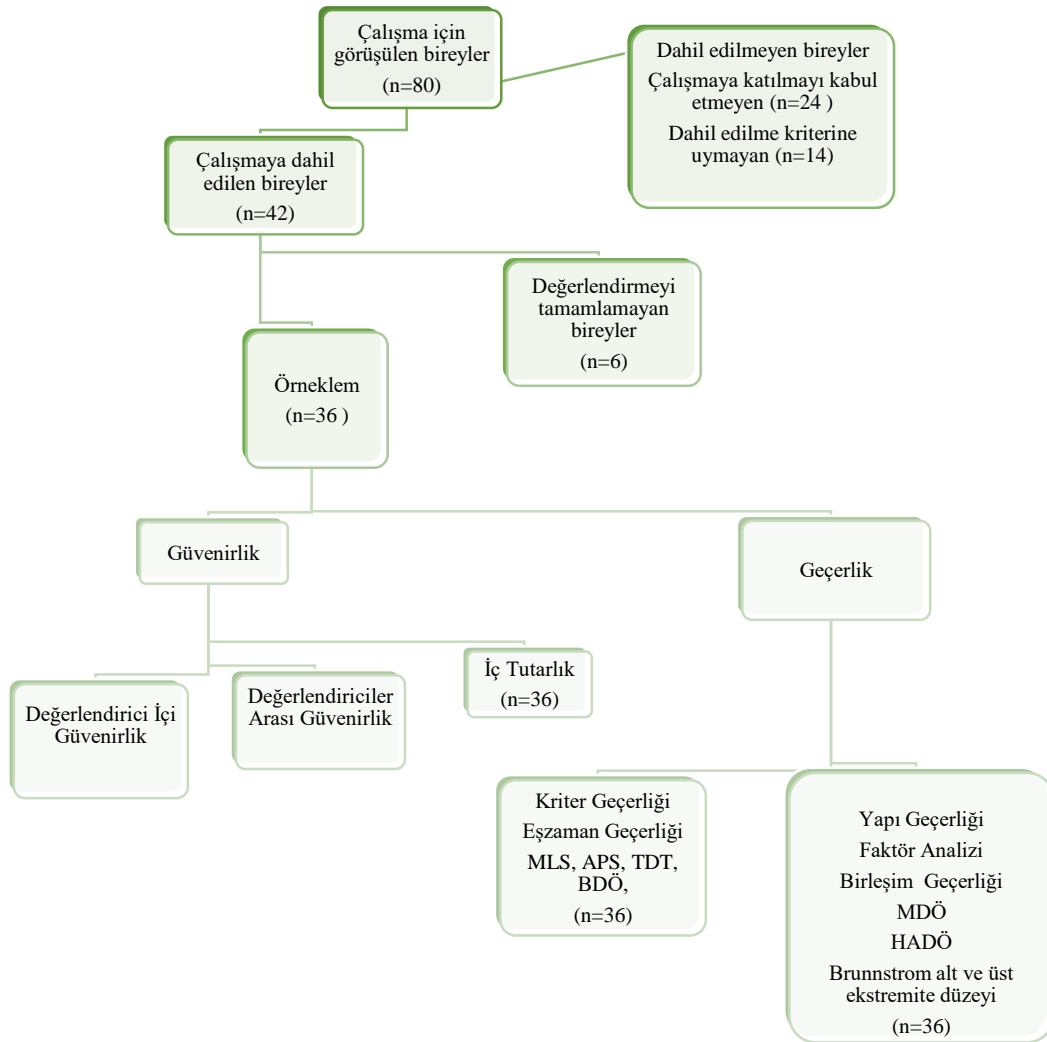 Çalışma için
görüşülen bireyler
(n=80)
Dahil edilmeyen bireyler
Çalışmaya katılmayı kabul
etmeyen (n=24 )
Dahil edilme kriterine
uymayan (n=14)
Çalışmaya dahil
edilen bireyler
(n=42)
Değerlendirmeyi
tamamlamayan
bireyler
(n=6)
Örneklem
(n=36 )
Güvenirlik
Geçerlik
Değerlendirici İçi
Güvenirlik
Değerlendiriciler
Arası Güvenirlik
İç Tutarlık
(n=36)
Kriter Geçerliği
Eşzaman Geçerliği
MLS, APS, TDT,
BDÖ,
(n=36)
Yapı Geçerliği
Faktör Analizi
Birleşim  Geçerliği
MDÖ
HADÖ
Brunnstrom alt ve üst
ekstremite düzeyi
(n=36)